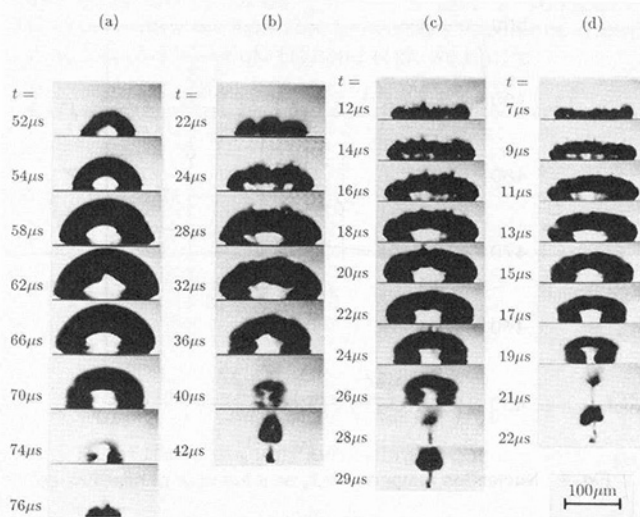 (a)
(b)
(c)
(d)
t =
52μs
54μs
58μs
62μs
66μs
70μs
74μs
76μs
t =
22μs
24μs
28μs
32μs
36μs
40μs
42μs
t =
12μs
14μs
16μs
18μs
20μs
22μs
24μs
26μs
28μs
29μs
t =
7μs
9μs
11μs
13μs
15μs
17μs
19μs
21μs
22μs
100μm